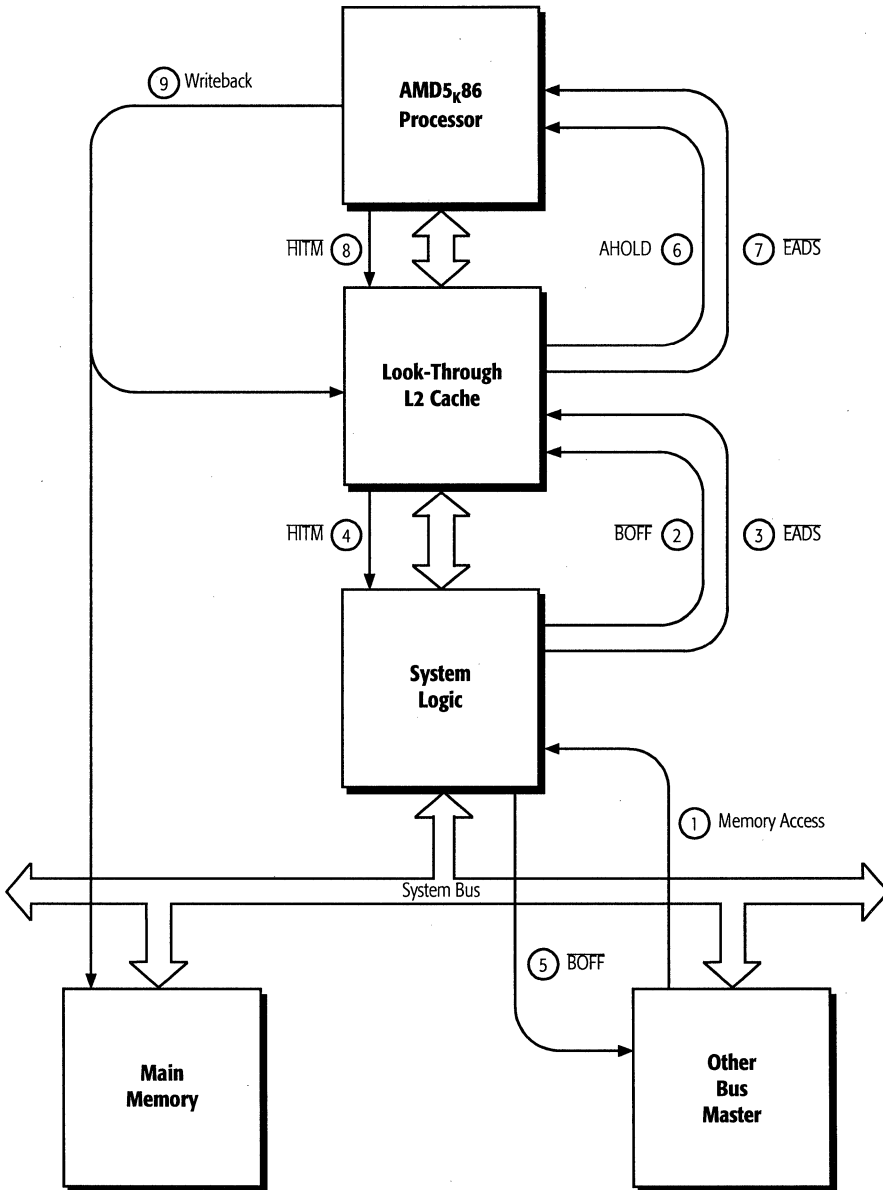 9 Writeback
AMD5K86
Processor
HITM 8
AHOLD 6
7 EADS
Look-Through
L2 Cache
HITM 4
BOFF 2
3 EADS
System
Logic
1 Memory Access
System Bus
5 BOFF
Main
Memory
Other
Bus
Master